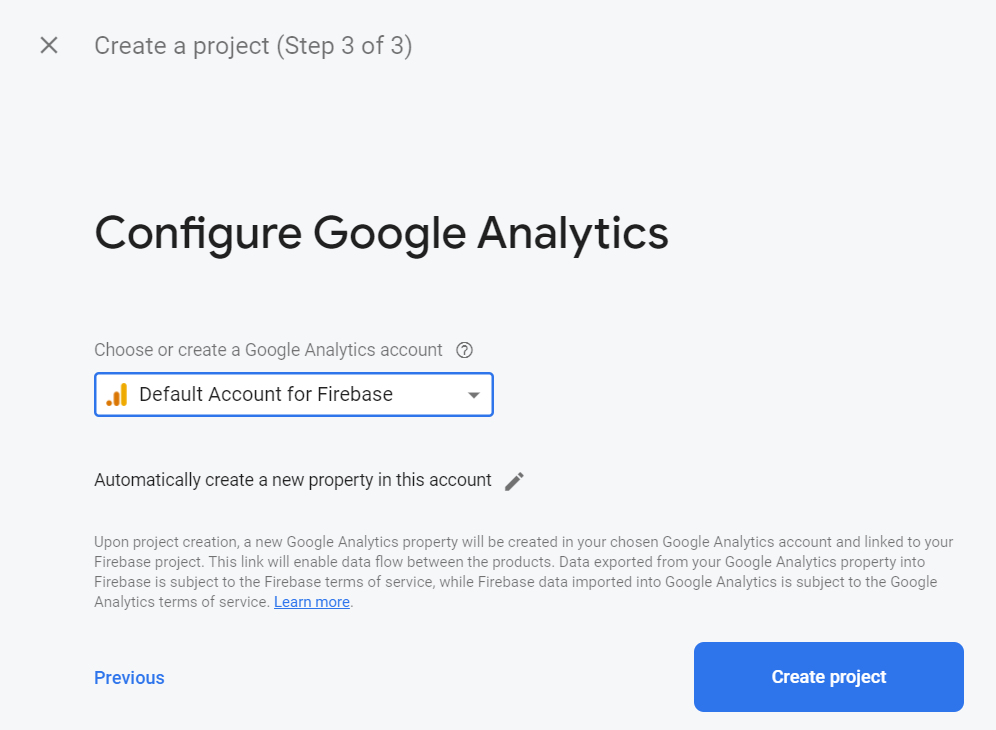 Create a project (Step 3 of 3)
Configure Google Analytics
Choose or create a Google Analytics account
Default Account for Firebase
Automatically create a new property in this account
Upon project creation, a new Google Analytics property will be created in your chosen Google Analytics account and linked to your
Firebase project. This link will enable data flow between the products. Data exported from your Google Analytics property into
Firebase is subject to the Firebase terms of service, while Firebase data imported into Google Analytics is subject to the Google
Analytics terms of service. Learn more.
Previous
Create project